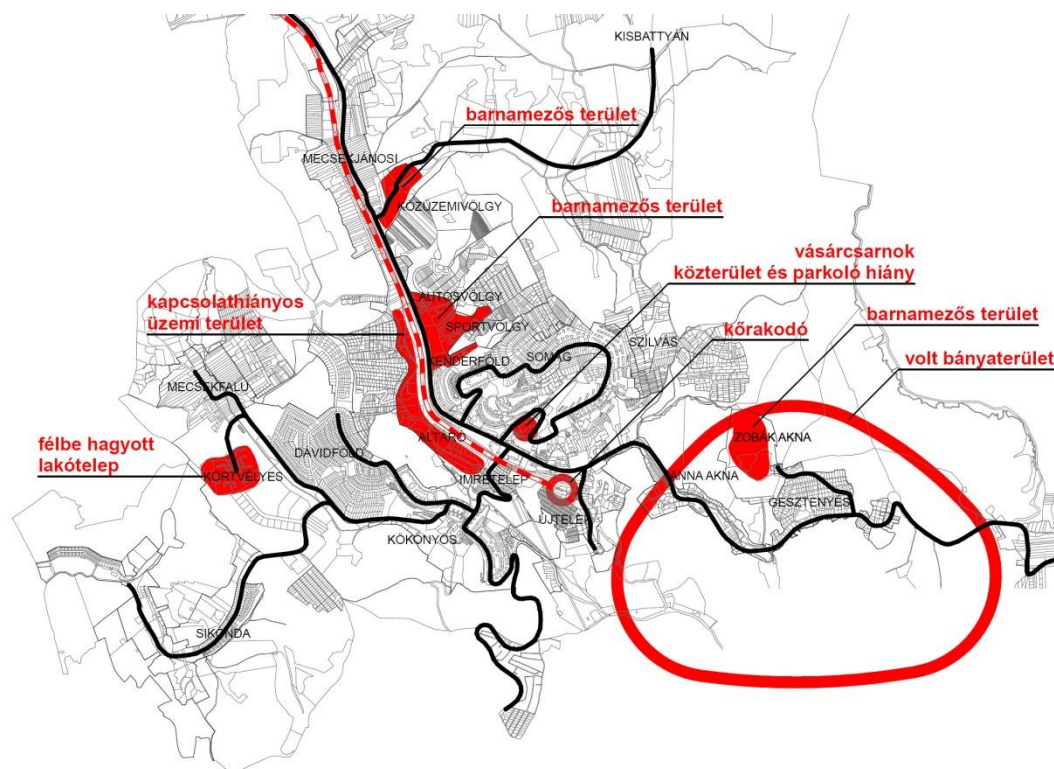 KISBATTYÁN
barnamezős terület
MECSEKJÁNOSI
KÖZÜZEMIVÖLGY
barnamezős terület
vásárcsarnok
közterület és parkoló hiány
kapcsolathiányos
üzemi terület
AUTÓSVÖLGY
SPORTVÖLGY
kőrakodó
barnamezős terület
KENDERFÖLD
SOMÁG
SZILVÁS
volt bányaterület
MECSEKFALU
félbe hagyott
lakótelep
DÁVIDFÖLD
ALTÁRÓ
ZOBÁK AKNA
KÖRTVÉLYES
IMRETELEP
ANNA AKNA
GESZTENYÉS
ÚJTELEP
KÖKÖNYÖS
SIKONDA